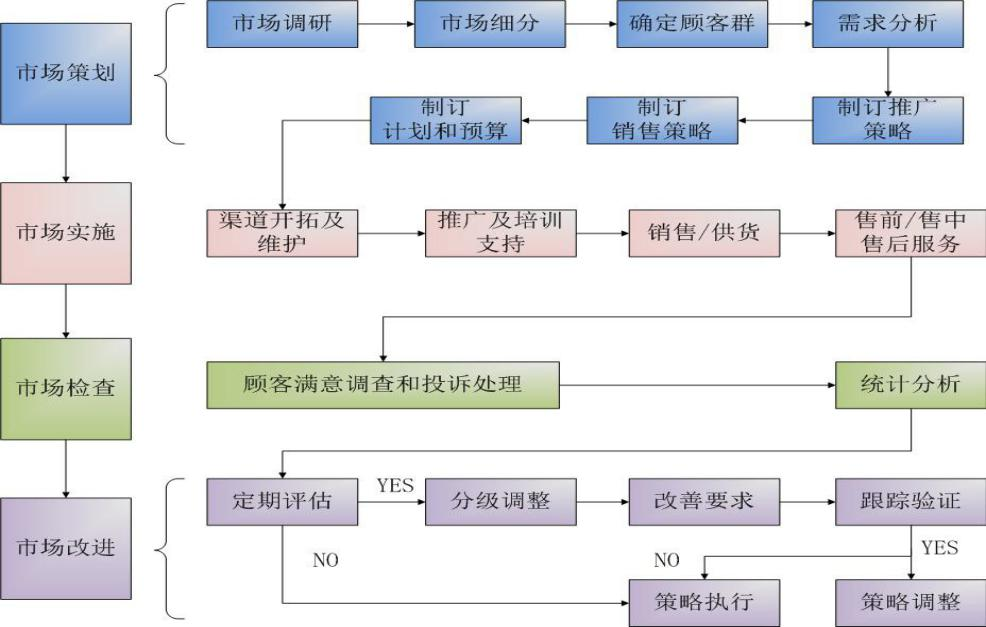 市场策划
市场调研
市场细分
确定顾客群
需求分析
制订
计划和预算
制订
销售策略
制订推广
策略
市场实施
渠道开拓及
维护
推广及培训
支持
销售/供货
售前/售中
售后服务
市场检查
顾客满意调查和投诉处理
统计分析
市场改进
定期评估
YES
分级调整
改善要求
跟踪验证
NO
NO
YES
策略执行
策略调整